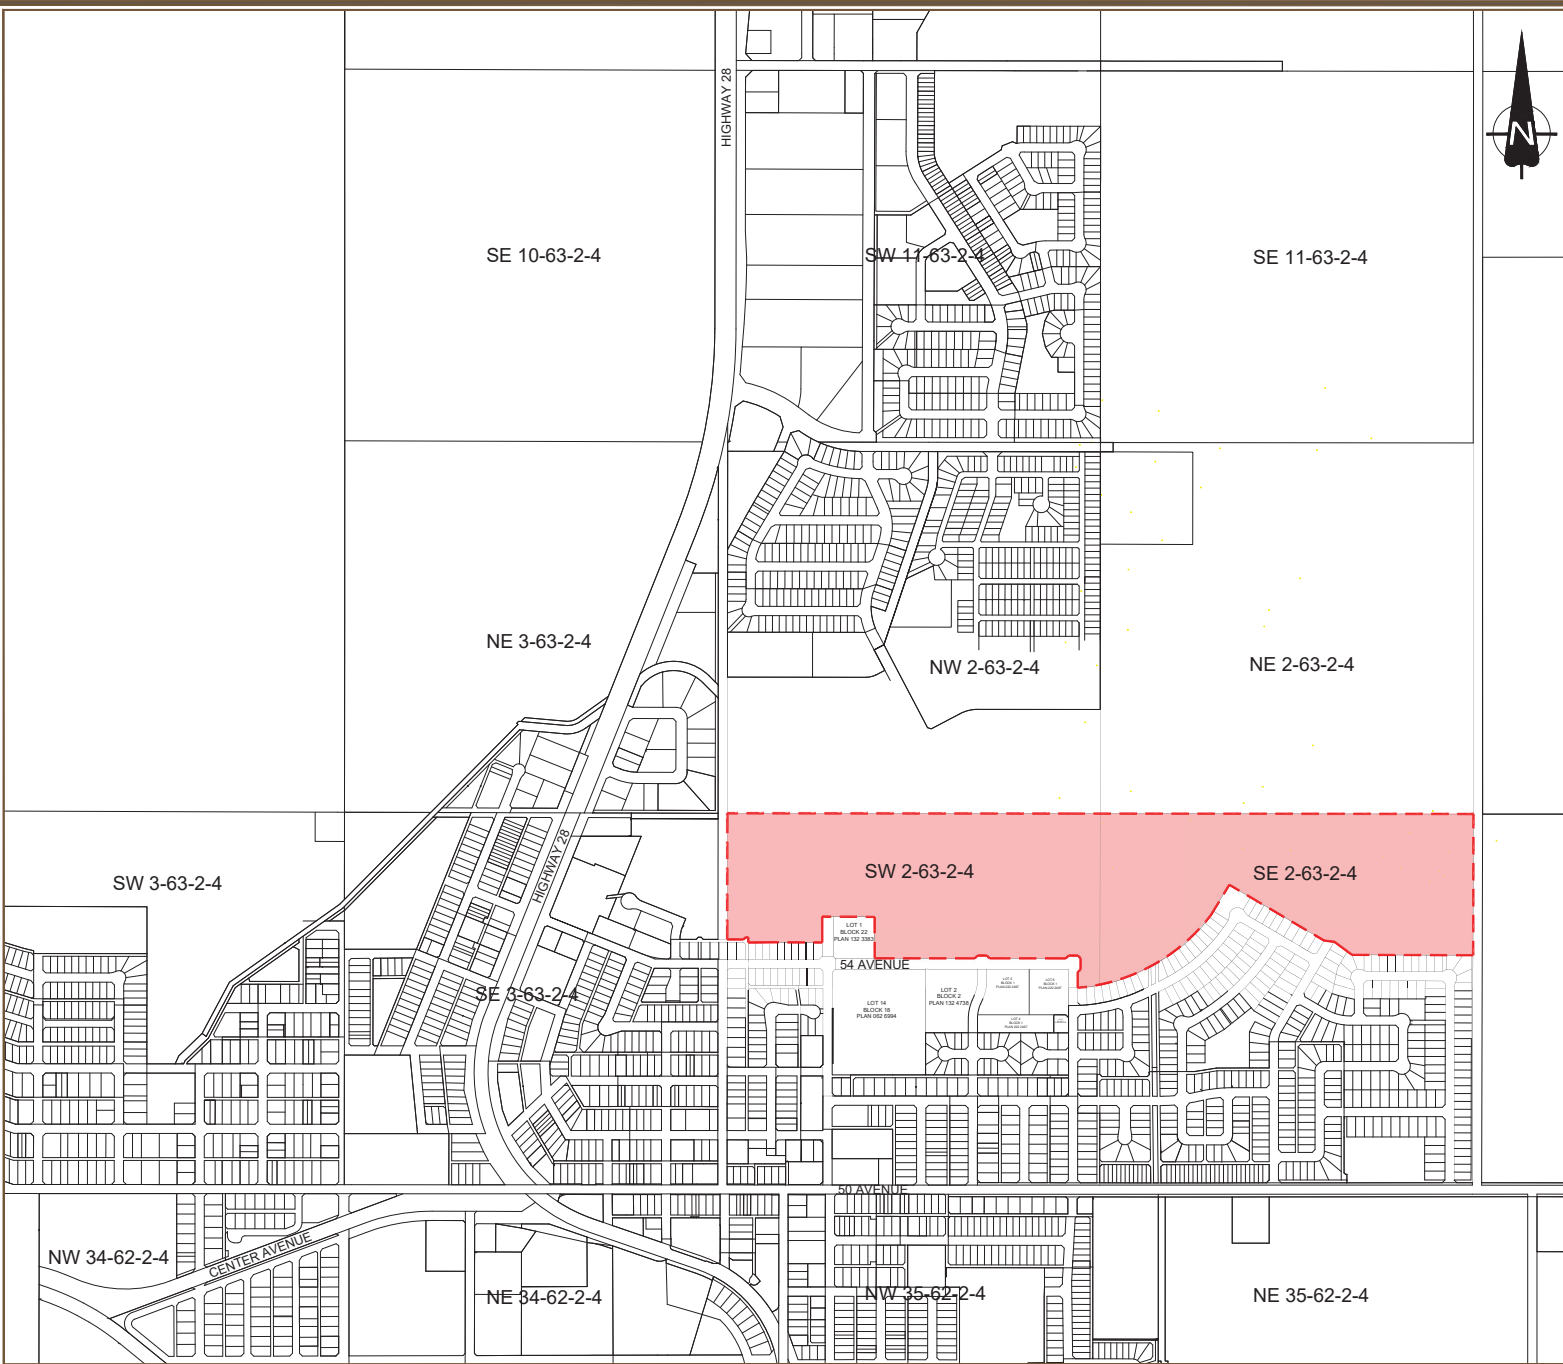 HIGHWAY 28
N
SE 10-63-2-4
SW 11-63-2-4
SE 11-63-2-4
NE 3-63-2-4
NW 2-63-2-4
NE 2-63-2-4
HIGHWAY 28
SW 3-63-2-4
SW 2-63-2-4
SE 2-63-2-4
LOT 1
BLOCK 22
PLAN 132 3383
54 AVENUE
SE 3-63-2-4
LOT 14
BLOCK 18
PLAN 062 6994
LOT 2
BLOCK 2
PLAN 132 4738
50 AVENUE
NW 34-62-2-4
CENTER AVENUE
NE 34-62-2-4
NW 35-62-2-4
NE 35-62-2-4